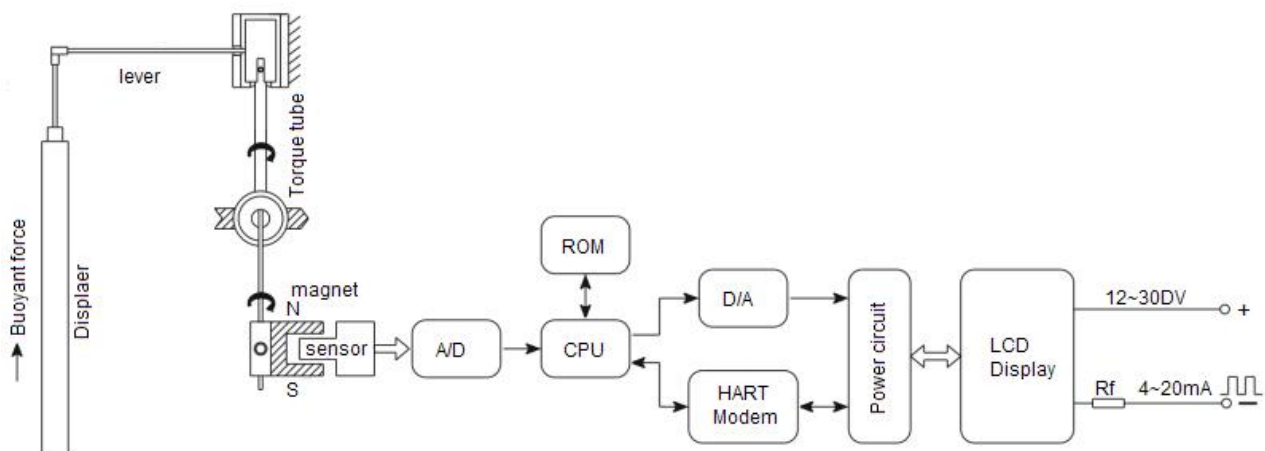 lever
Torque tube
Buoyant force
Displaer
magnet
N
sensor
S
A/D
ROM
CPU
D/A
HART
Modem
Power circuit
LCD
Display
12~30DV
+
Rf
4~20mA
−